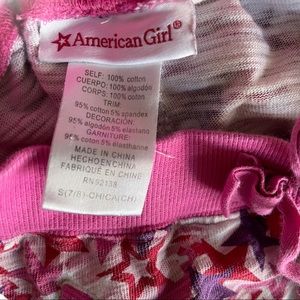 American Girl®
SELF: 100% cotton
CUERPO: 100% algodón
CORPS: 100% coton
TRIM:
95% cotton 5% spandex
DECORACIÓN:
95% algodón 5% elastano
GARNITURE:
95% coton 5% élasthanne
MADE IN CHINA
HECHO EN CHINA
FABRIQUÉ EN CHINE
RN 92138
S(7/8)-CHICA(CH)